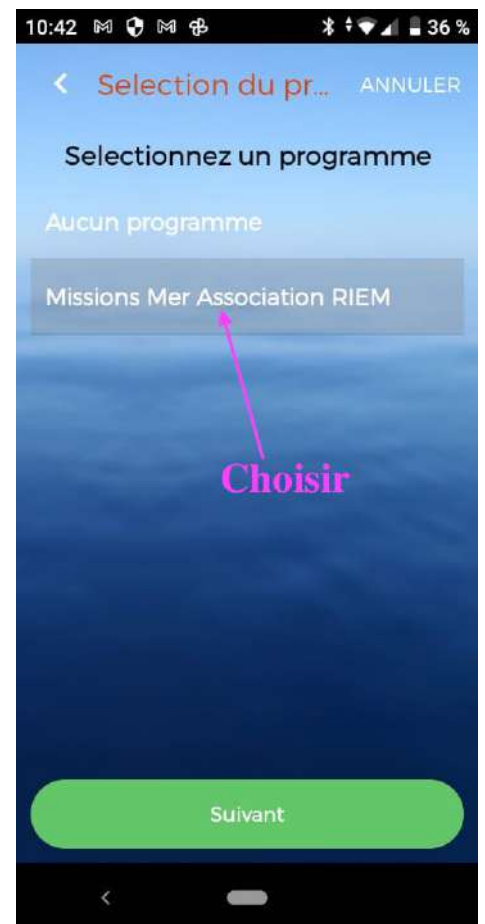 10:42 36 %
Selection du pr... ANNULER
Selectionnez un programme
Aucun programme
Missions Mer Association RIEM
Choisir
Suivant